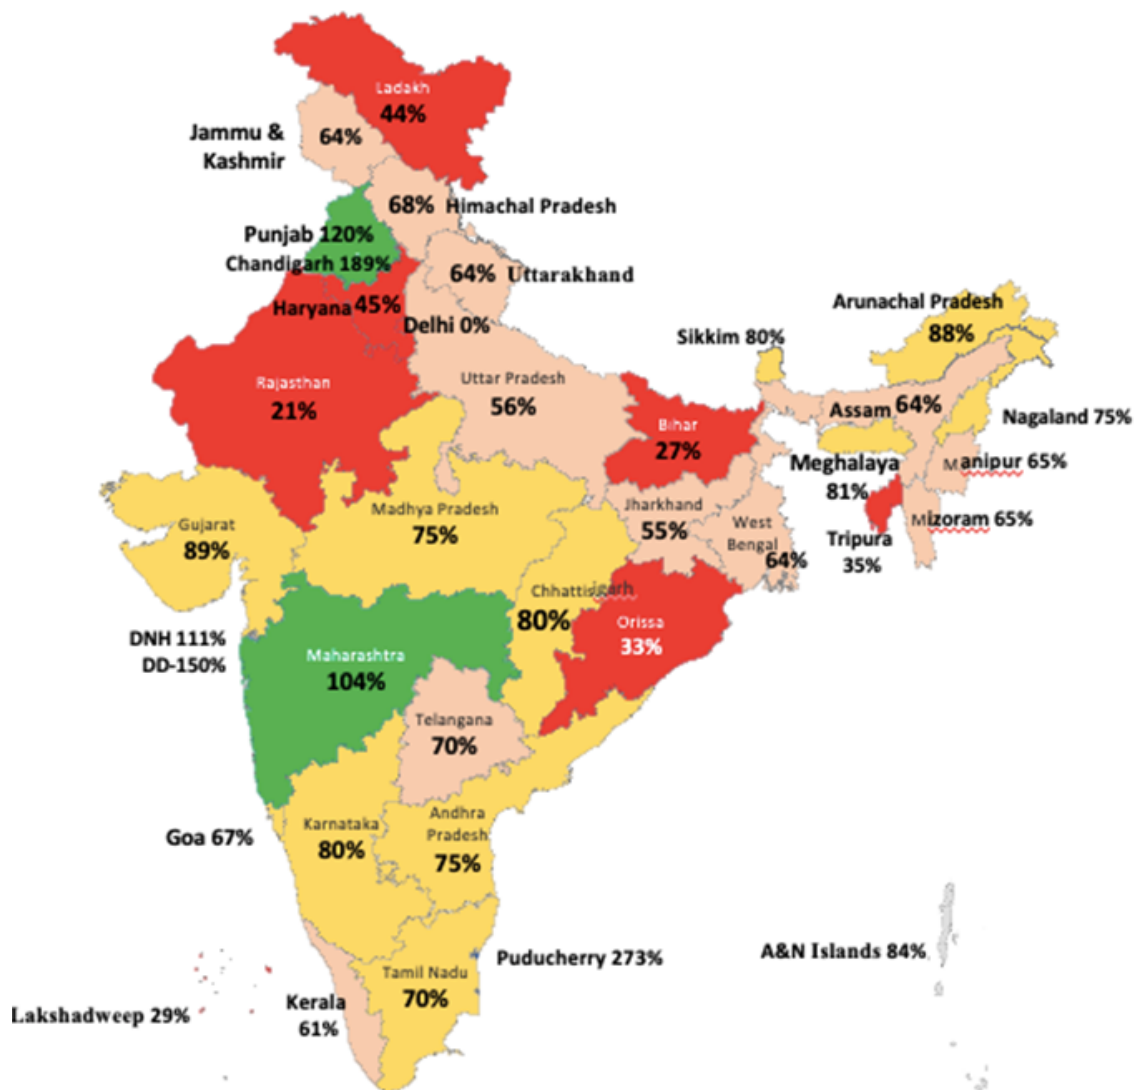 Ladakh
44%
Jammu &
Kashmir
64%
68% Himachal Pradesh
Punjab 120%
Chandigarh 189%
64% Uttarakhand
Haryana 45%
Delhi 0%
Arunachal Pradesh
88%
Sikkim 80%
Rajasthan
21%
Uttar Pradesh
56%
Bihar
27%
Assam 64%
Nagaland 75%
Meghalaya
81%
Manipur 65%
Mizoram 65%
Tripura
35%
Gujarat
89%
Madhya Pradesh
75%
Jharkhand
55%
West
Bengal
64%
Chhattisgarh
80%
Orissa
33%
DNH 111%
DD-150%
Maharashtra
104%
Telangana
70%
Goa 67%
Karnataka
80%
Andhra
Pradesh
75%
Puducherry 273%
A&N Islands 84%
Tamil Nadu
70%
Kerala
61%
Lakshadweep 29%